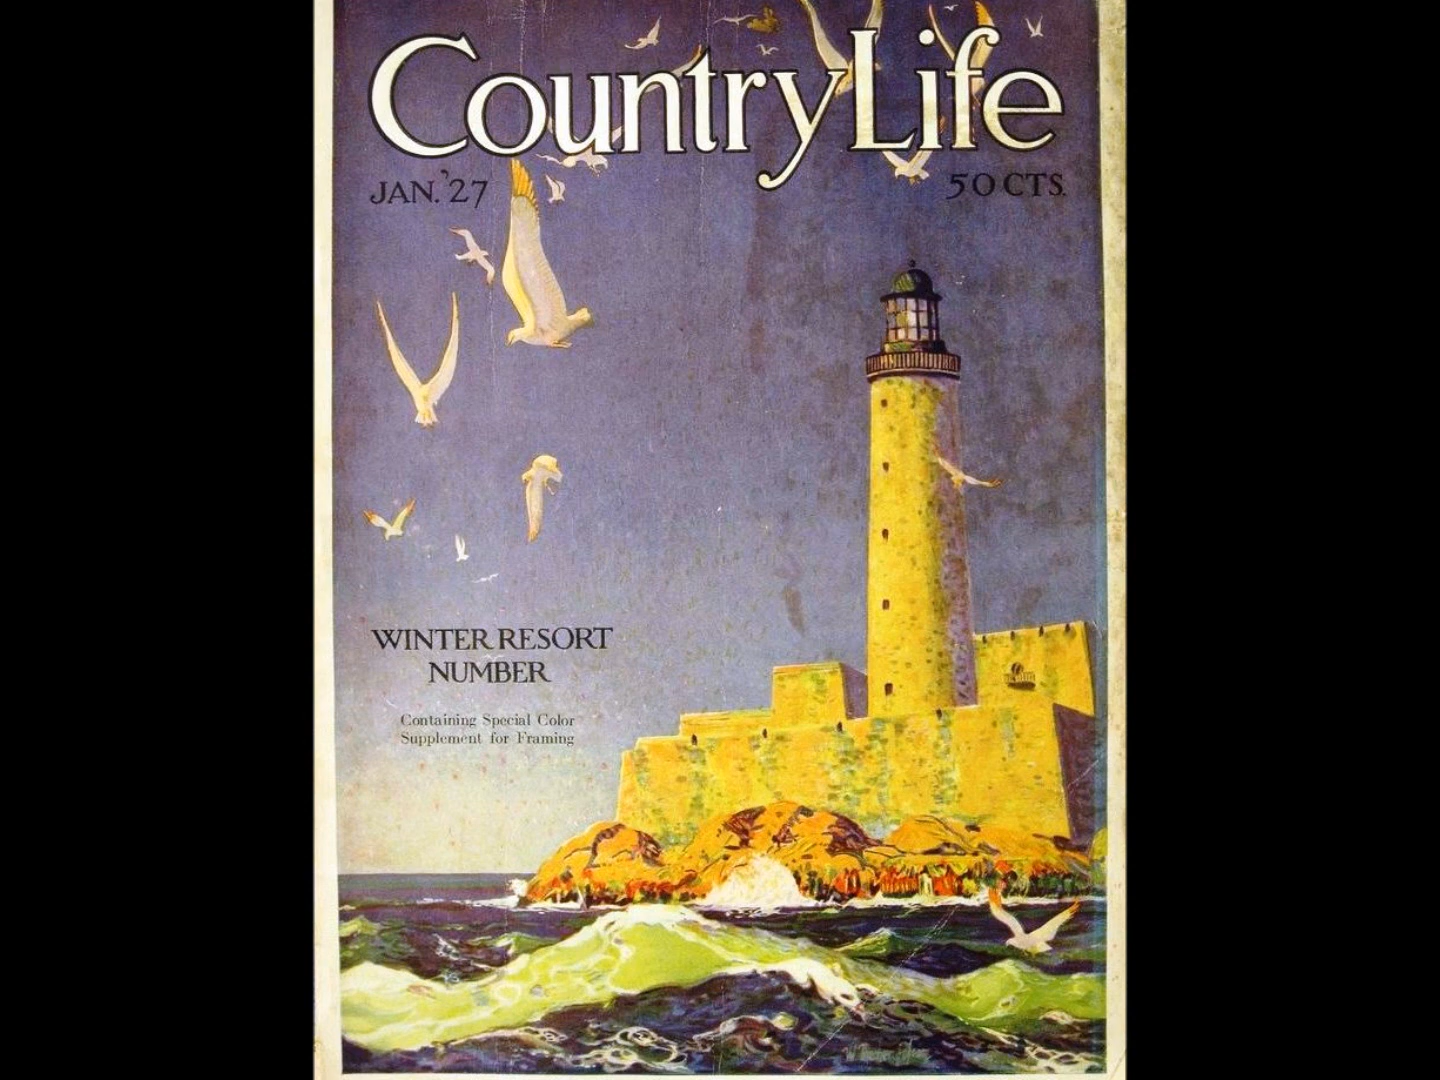 Country Life
JAN. '27
50 CTS.
WINTER RESORT
NUMBER
Containing Special Color
Supplement for Framing